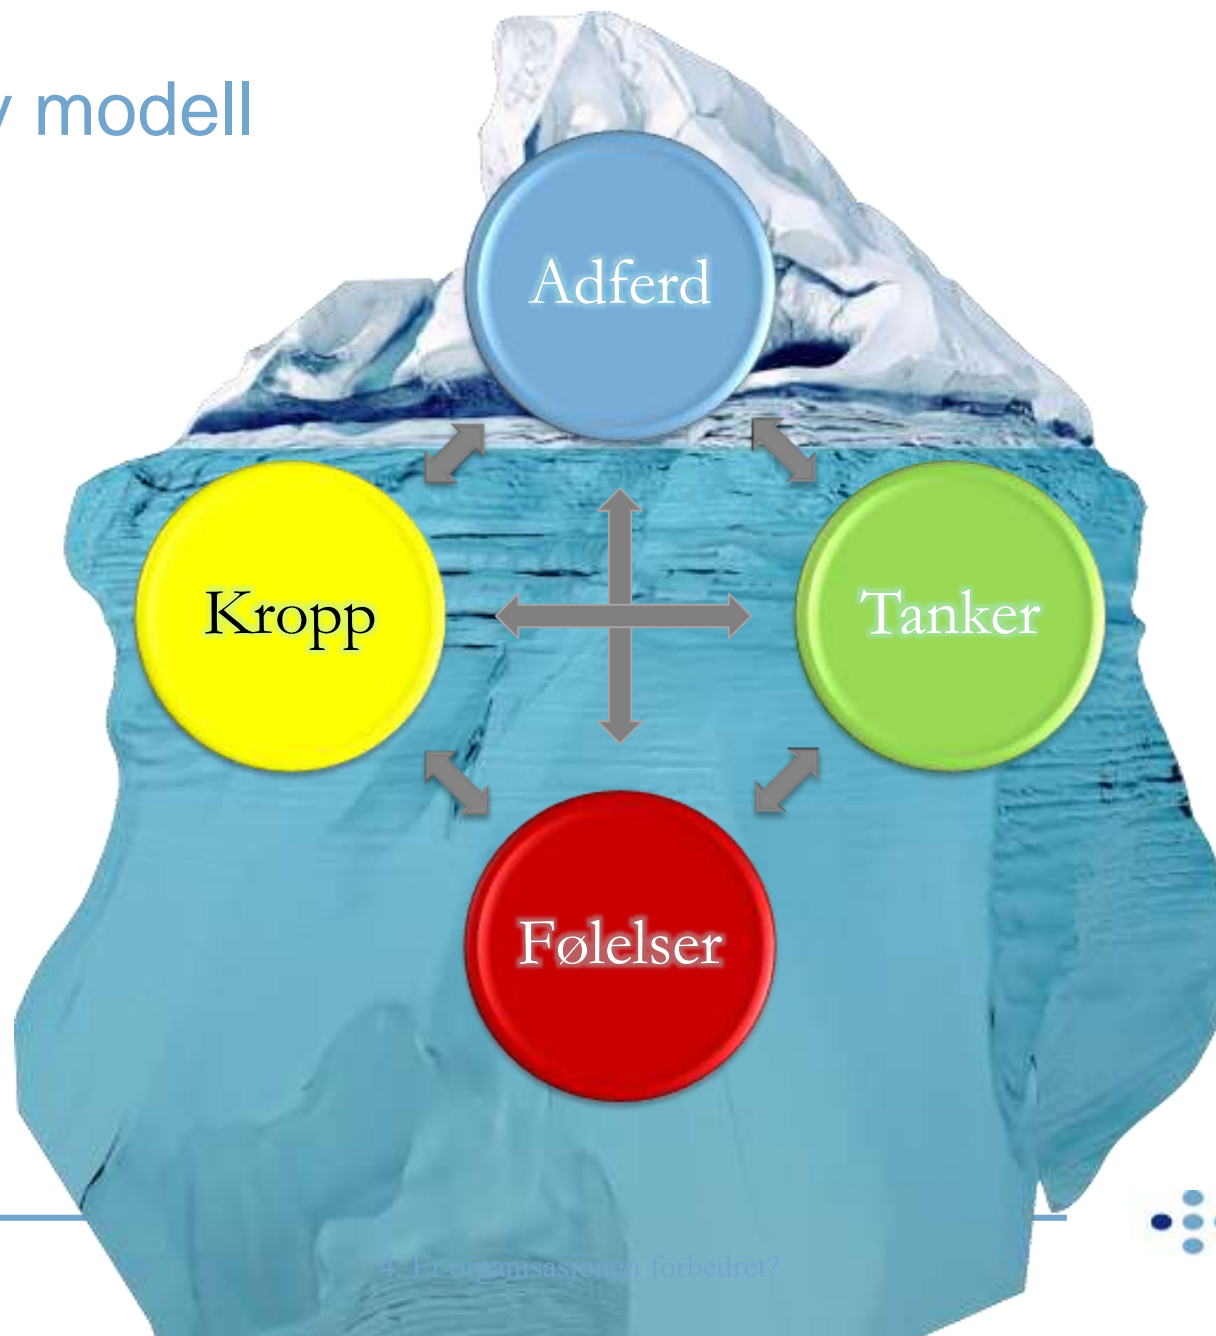 modell
Adferd
Kropp
Tanker
Følelser
4. Er organisasjonen forbedret?